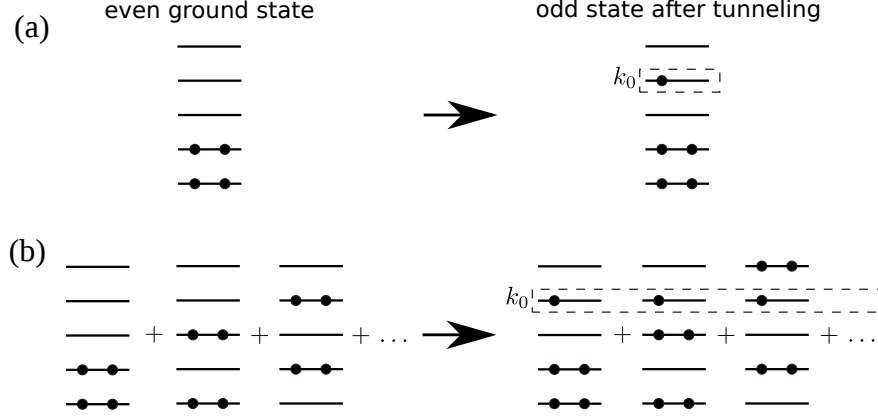 even ground state
odd state after tunneling
(a)
k₀
(b)
k₀
+ + + … + + + …